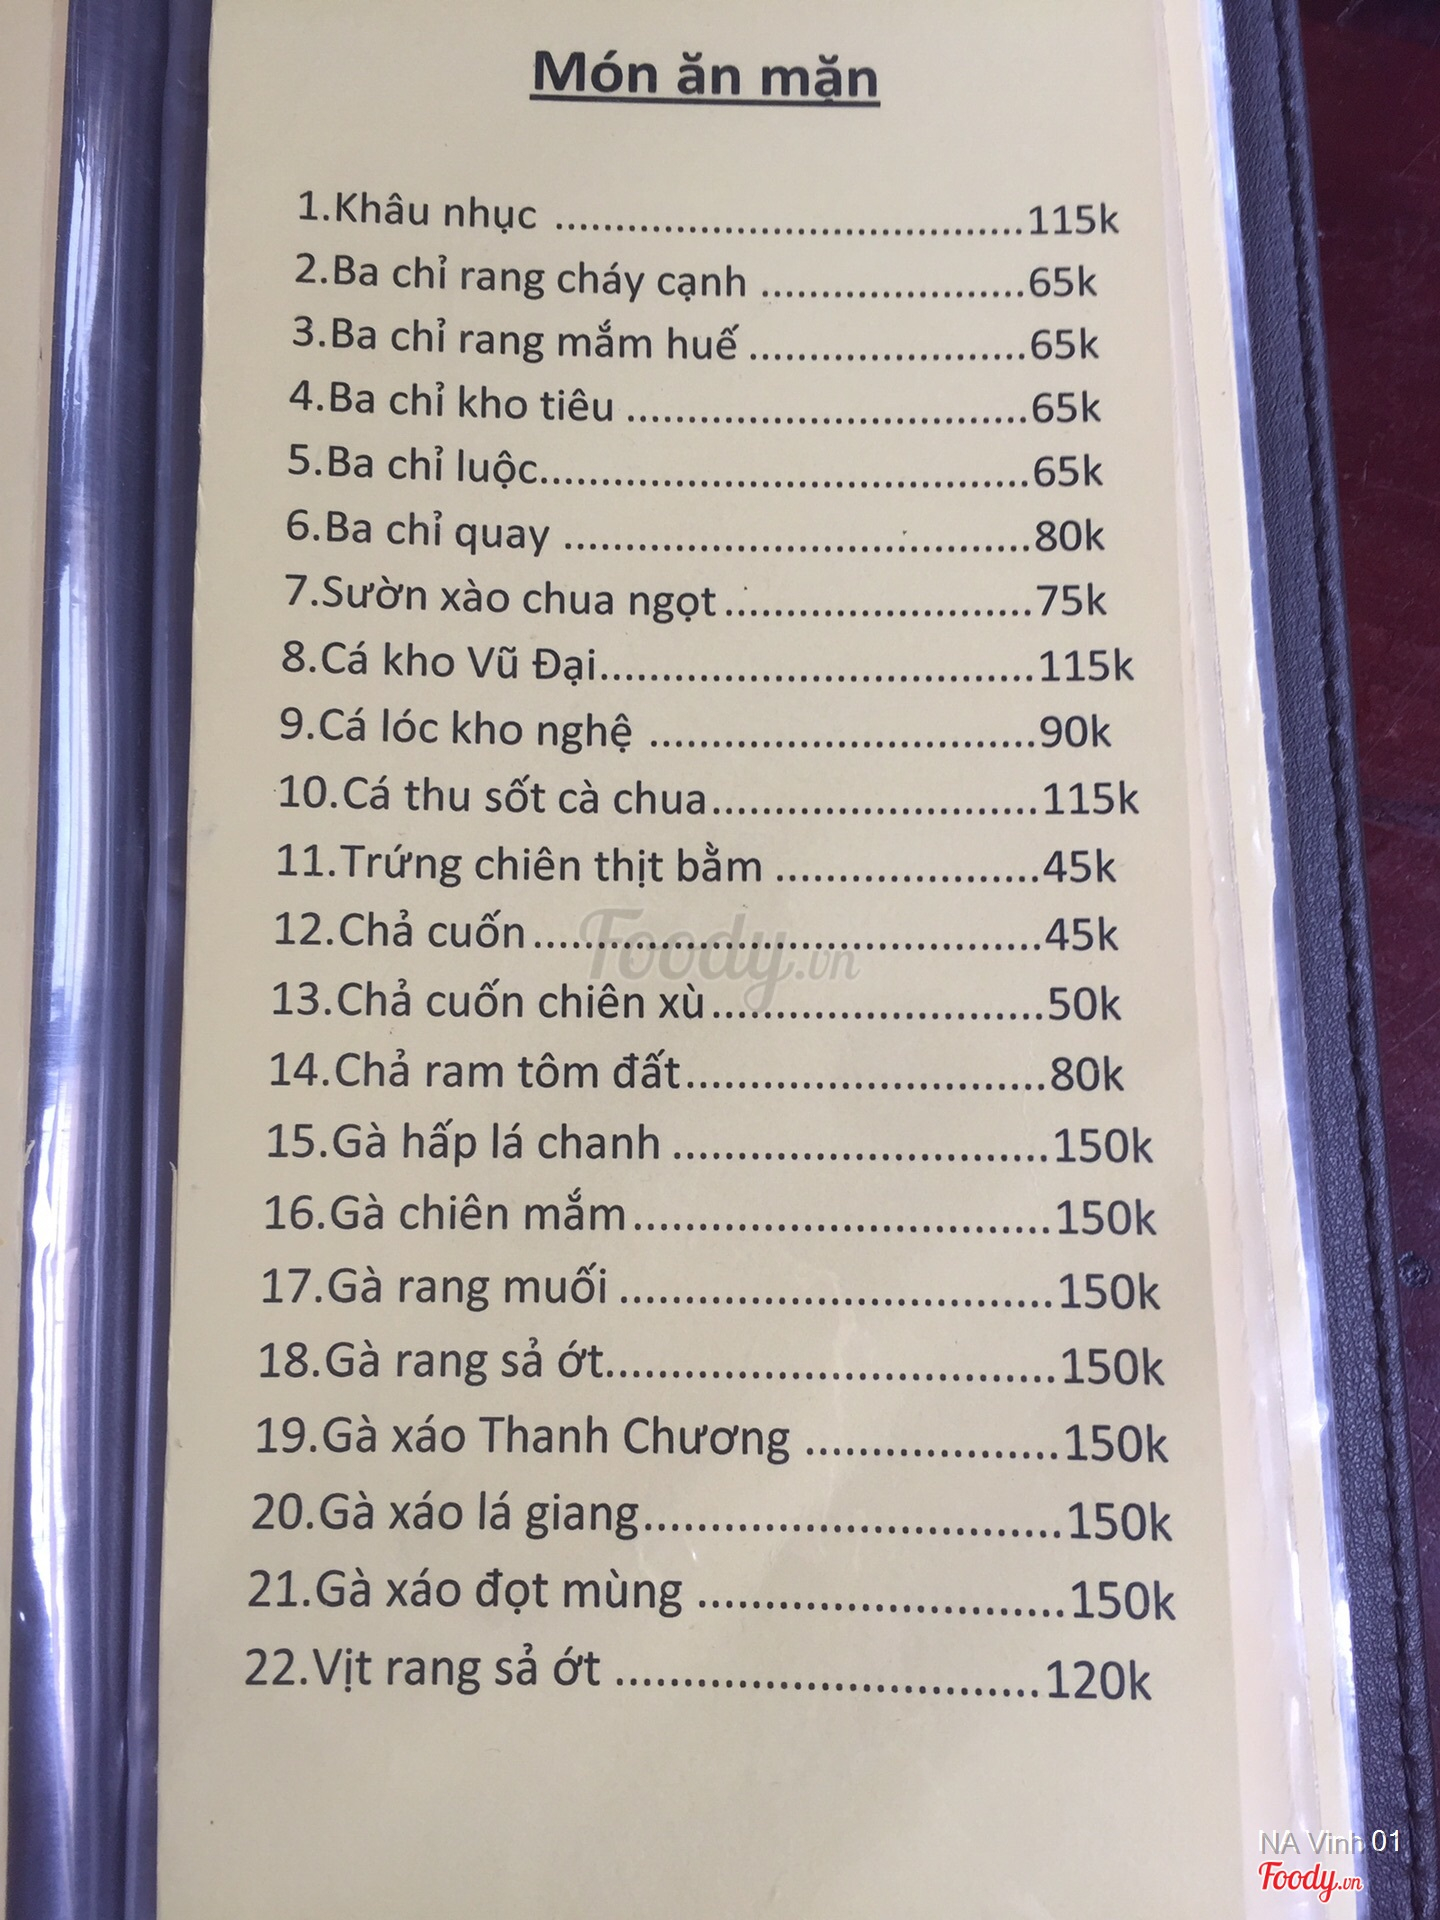 Món ăn mặn
1.Khâu nhục ......................................115k
2.Ba chỉ rang cháy cạnh ......................65k
3.Ba chỉ rang mắm huế .......................65k
4.Ba chỉ kho tiêu .................................65k
5.Ba chỉ luộc........................................65k
6.Ba chỉ quay ......................................80k
7.Sườn xào chua ngọt .........................75k
8.Cá kho Vũ Đại....................................115k
9.Cá lóc kho nghệ ................................90k
10.Cá thu sốt cà chua...........................115k
11.Trứng chiên thịt bằm ......................45k
12.Chả cuốn..........................................45k
13.Chả cuốn chiên xù...........................50k
14.Chả ram tôm đất.............................80k
15.Gà hấp lá chanh ..............................150k
16.Gà chiên mắm.................................150k
17.Gà rang muối ..................................150k
18.Gà rang sả ớt...................................150k
19.Gà xáo Thanh Chương ....................150k
20.Gà xáo lá giang................................150k
21.Gà xáo đọt mùng ............................150k
22.Vịt rang sả ớt ................................120k
Foody.vn
NA Vinh 01
Foody.vn